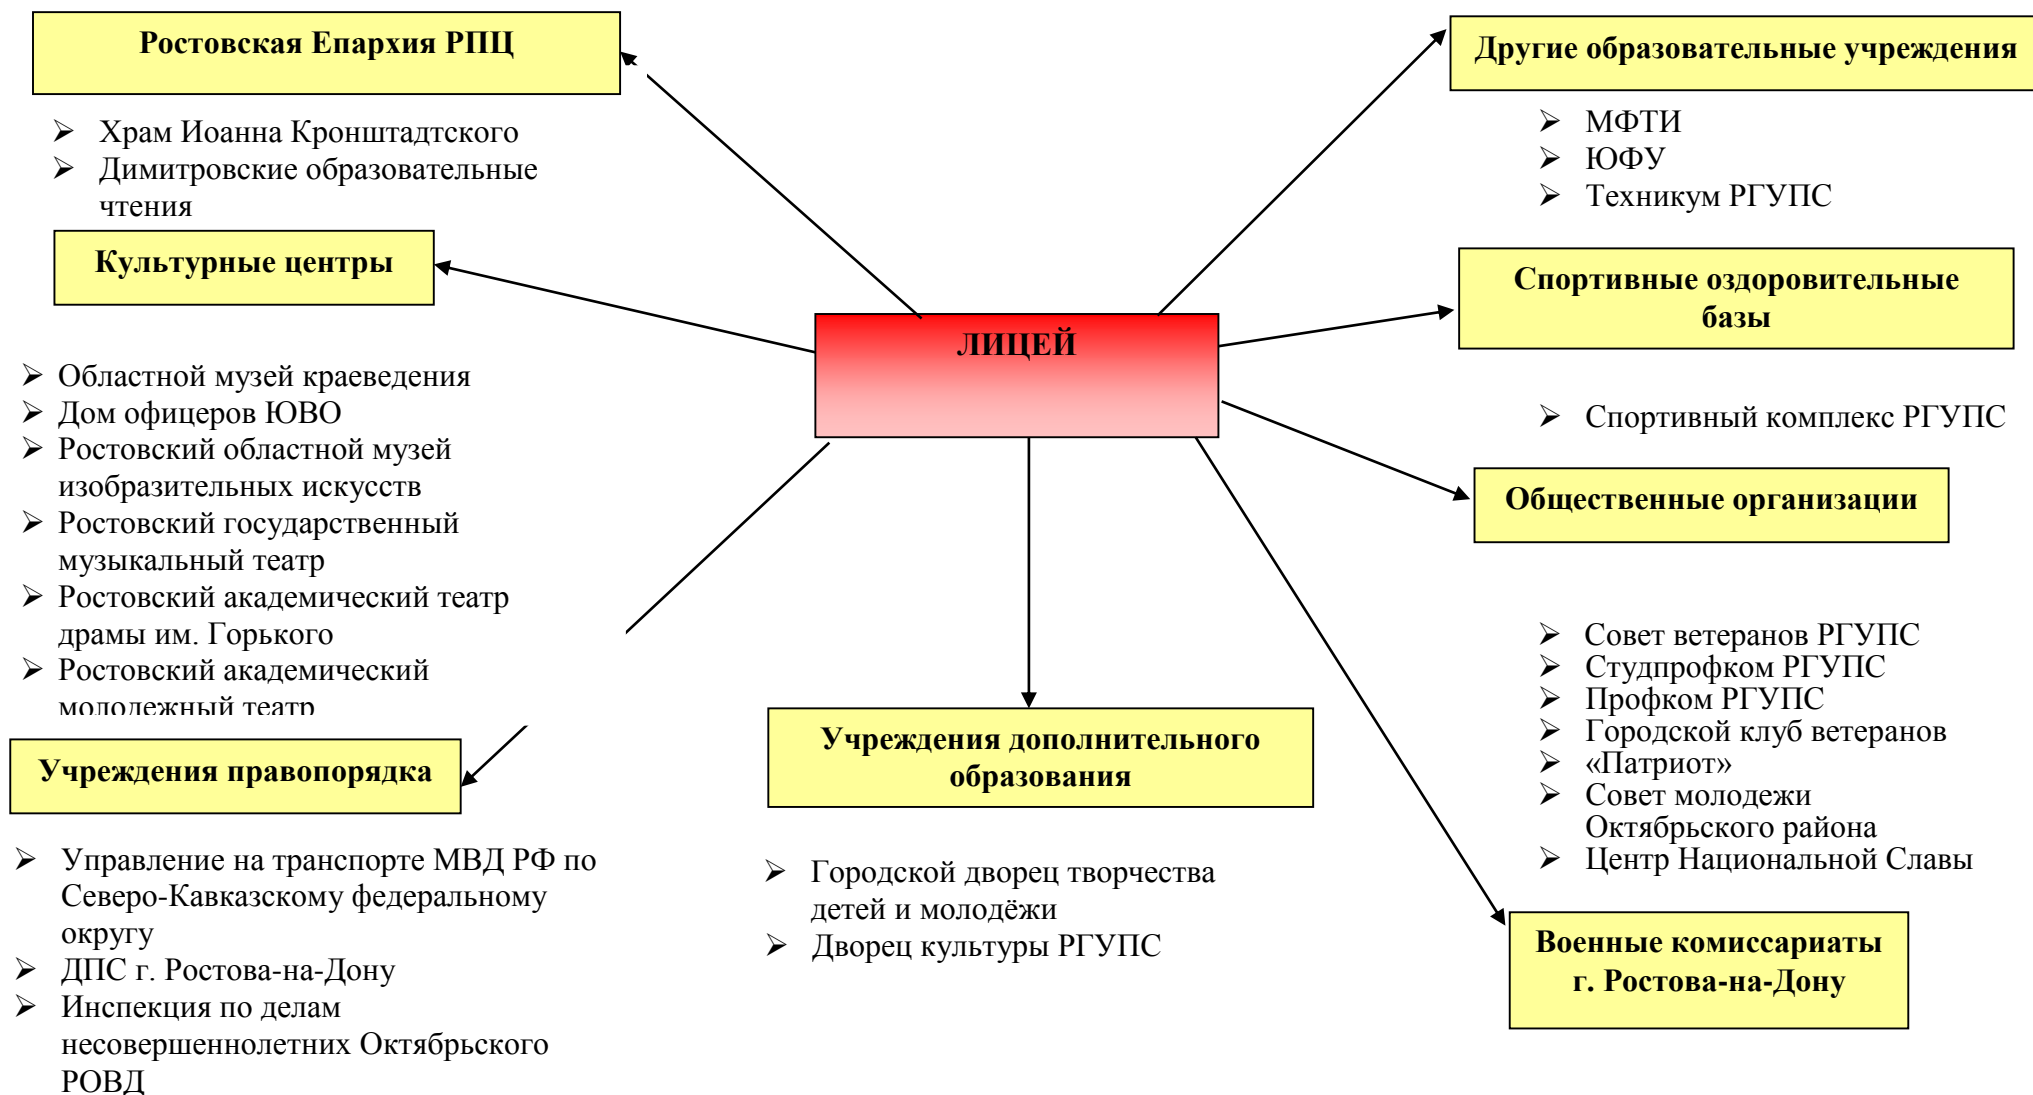 Ростовская Епархия РПЦ
Храм Иоанна Кронштадтского
Димитровские образовательные
чтения
Культурные центры
Областной музей краеведения
Дом офицеров ЮВО
Ростовский областной музей
изобразительных искусств
Ростовский государственный
музыкальный театр
Ростовский академический театр
драмы им. Горького
Ростовский академический
молодежный театр
Учреждения правопорядка
Управление на транспорте МВД РФ по
Северо-Кавказскому федеральному
округу
ДПС г. Ростова-на-Дону
Инспекция по делам
несовершеннолетних Октябрьского
РОВД
ЛИЦЕЙ
Учреждения дополнительного
образования
Городской дворец творчества
детей и молодёжи
Дворец культуры РГУПС
Другие образовательные учреждения
МФТИ
ЮФУ
Техникум РГУПС
Спортивные оздоровительные
базы
Спортивный комплекс РГУПС
Общественные организации
Совет ветеранов РГУПС
Студпрофком РГУПС
Профком РГУПС
Городской клуб ветеранов
«Патриот»
Совет молодежи
Октябрьского района
Центр Национальной Славы
Военные комиссариаты
г. Ростова-на-Дону